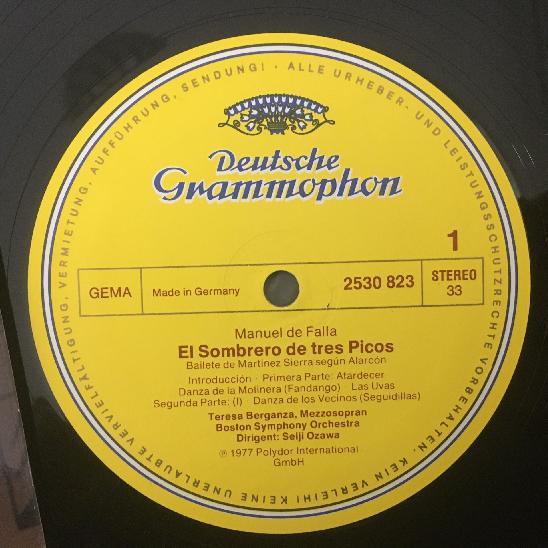 ALLE URHEBER- UND LEISTUNGSSCHUTZRECHTE VORBEHALTEN. KEIN VERLEIH! KEINE UNERLAUBTE VERVIELFÄLTIGUNG, VERMIETUNG, AUFFÜHRUNG, SENDUNG! ·
Deutsche
Grammophon
1
GEMA
Made in Germany
2530 823
STEREO
33
Manuel de Falla
El Sombrero de tres Picos
Bailete de Martinez Sierra según Alarcón
Introducción · Primera Parte: Atardecer
Danza de la Molinera (Fandango) · Las Uvas
Segunda Parte: (I) · Danza de los Vecinos (Seguidillas)
Teresa Berganza, Mezzosopran
Boston Symphony Orchestra
Dirigent: Seiji Ozawa
℗ 1977 Polydor International
GmbH